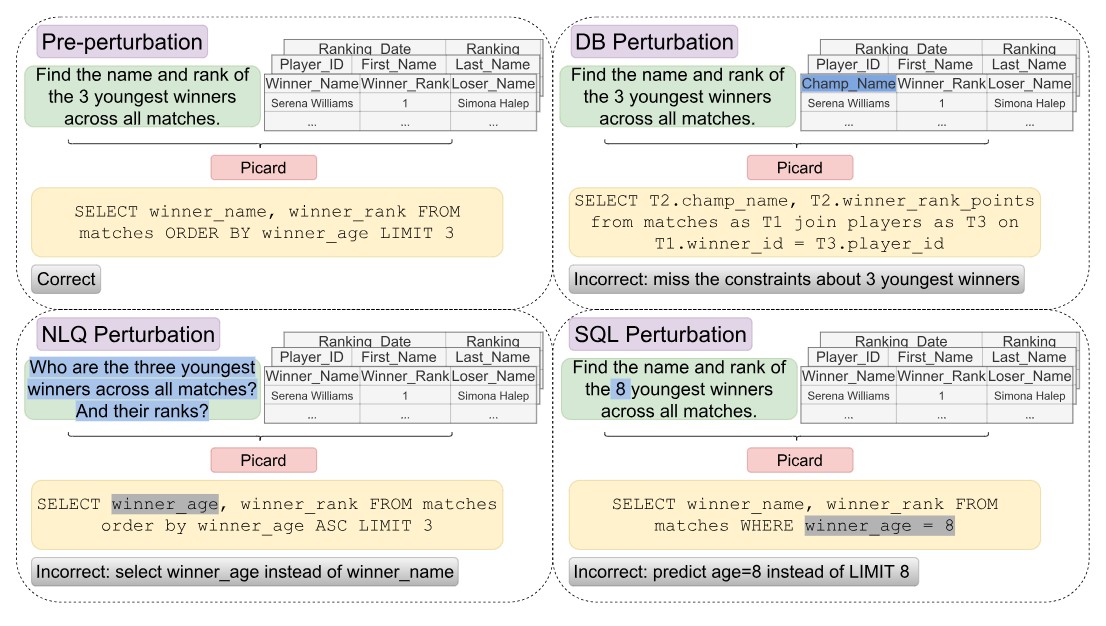 Pre-perturbation
Find the name and rank of
the 3 youngest winners
across all matches.
Ranking_Date Ranking
Player_ID First_Name Last_Name
Winner_Name Winner_Rank Loser_Name
Serena Williams 1 Simona Halep
... ...
Picard
SELECT winner_name, winner_rank FROM
matches ORDER BY winner_age LIMIT 3
Correct
DB Perturbation
Find the name and rank of
the 3 youngest winners
across all matches.
Ranking_Date Ranking
Player_ID First_Name Last_Name
Champ_Name Winner_Rank Loser_Name
Serena Williams 1 Simona Halep
... ...
Picard
SELECT T2.champ_name, T2.winner_rank_points
from matches as T1 join players as T3 on
T1.winner_id = T3.player_id
Incorrect: miss the constraints about 3 youngest winners
NLQ Perturbation
Who are the three youngest
winners across all matches?
And their ranks?
Ranking_Date Ranking
Player_ID First_Name Last_Name
Winner_Name Winner_Rank Loser_Name
Serena Williams 1 Simona Halep
... ...
Picard
SELECT winner_age, winner_rank FROM matches
order by winner_age ASC LIMIT 3
Incorrect: select winner_age instead of winner_name
SQL Perturbation
Find the name and rank of
the 8 youngest winners
across all matches.
Ranking_Date Ranking
Player_ID First_Name Last_Name
Winner_Name Winner_Rank Loser_Name
Serena Williams 1 Simona Halep
... ...
Picard
SELECT winner_name, winner_rank FROM
matches WHERE winner_age = 8
Incorrect: predict age=8 instead of LIMIT 8